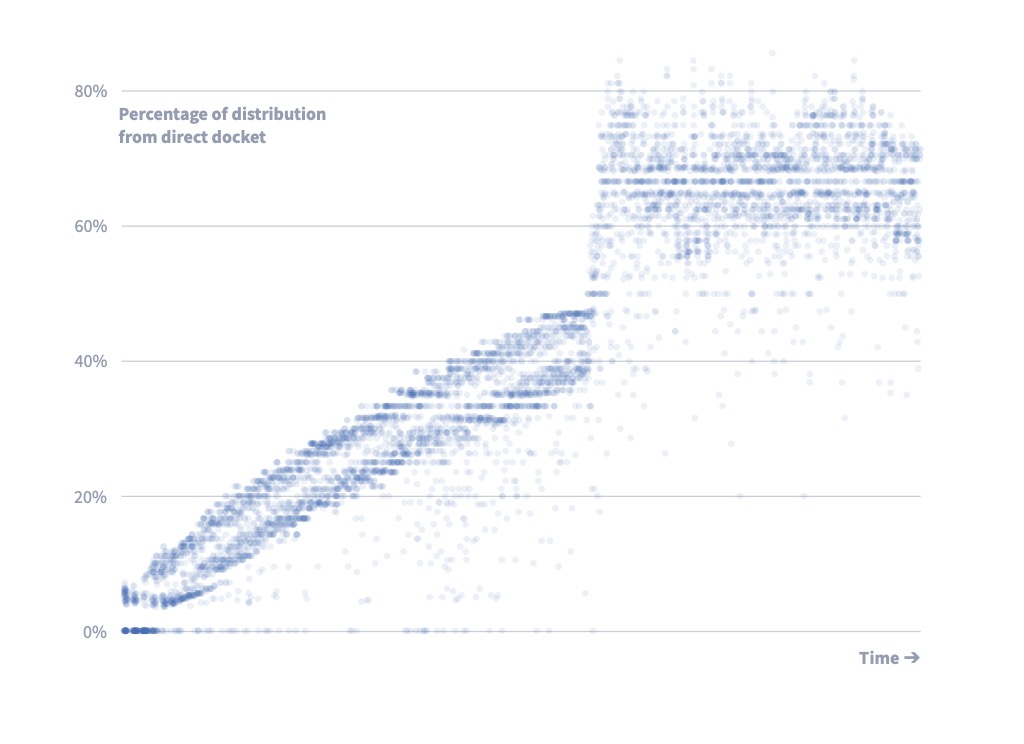 80%
Percentage of distribution
from direct docket
60%
40%
20%
0%
Time →